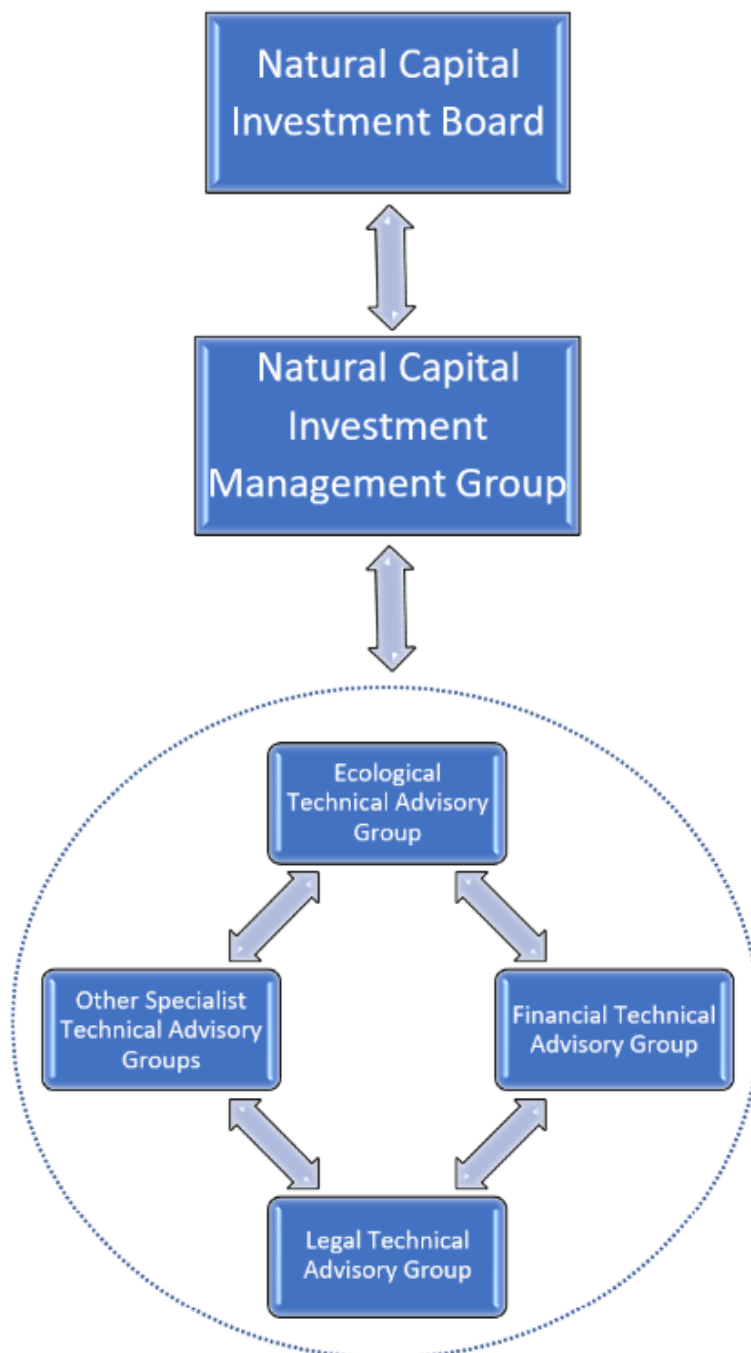 Natural Capital
Investment Board
Natural Capital
Investment
Management Group
Ecological
Technical Advisory
Group
Other Specialist
Technical Advisory
Groups
Financial Technical
Advisory Group
Legal Technical
Advisory Group